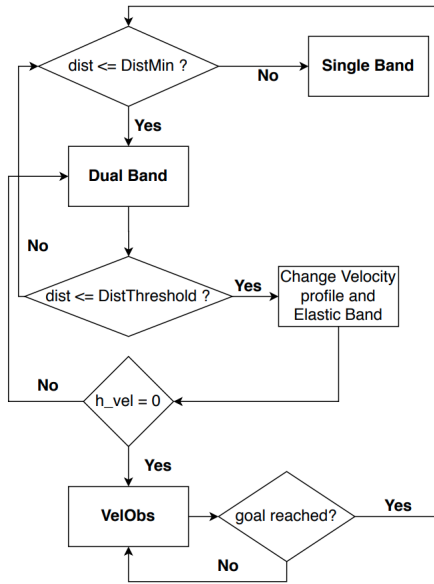 dist <= DistMin ?
No
Single Band
Yes
Dual Band
No
dist <= DistThreshold ?
Yes
Change Velocity
profile and
Elastic Band
No
h_vel = 0
Yes
VelObs
goal reached?
Yes
No